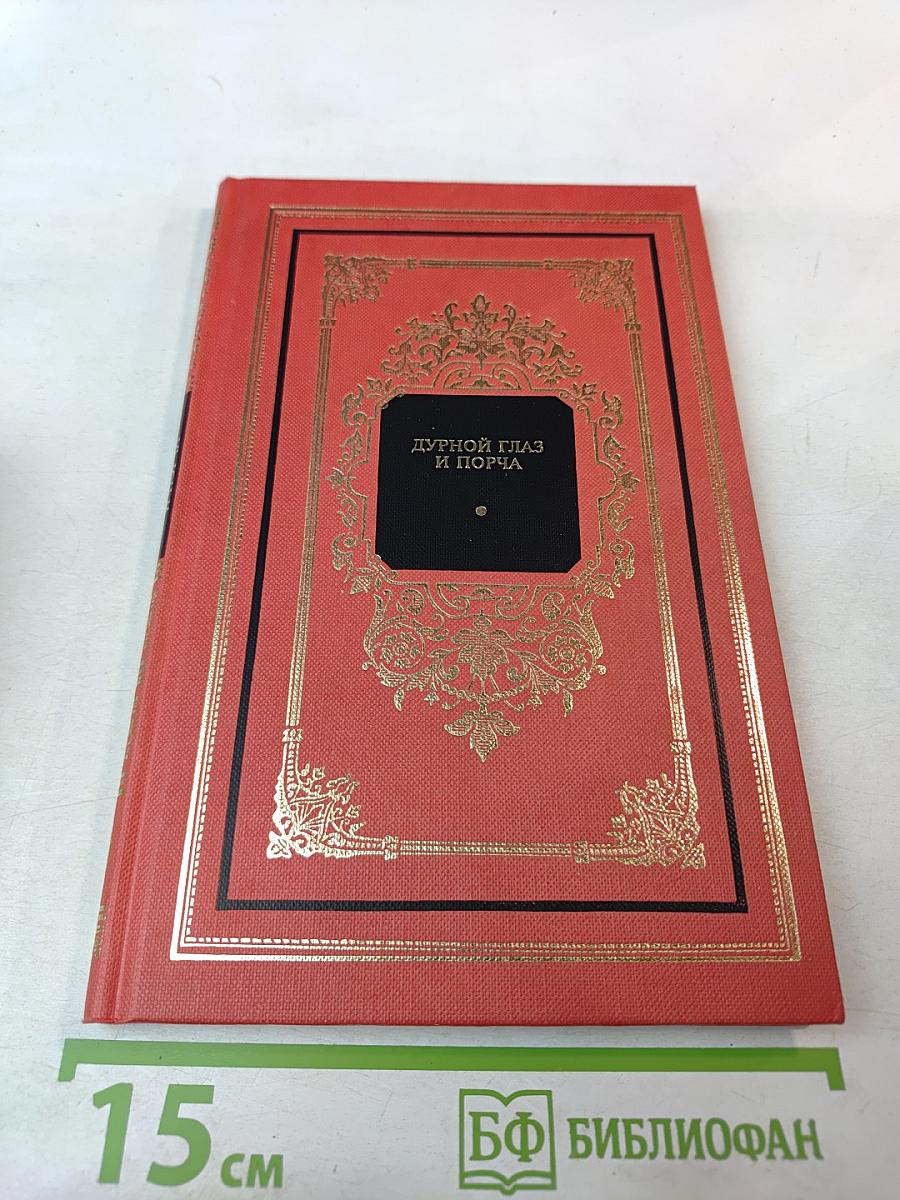 ДУРНОЙ ГЛАЗ
И ПОРЧА
15 см
БФ БИБЛИОФАН